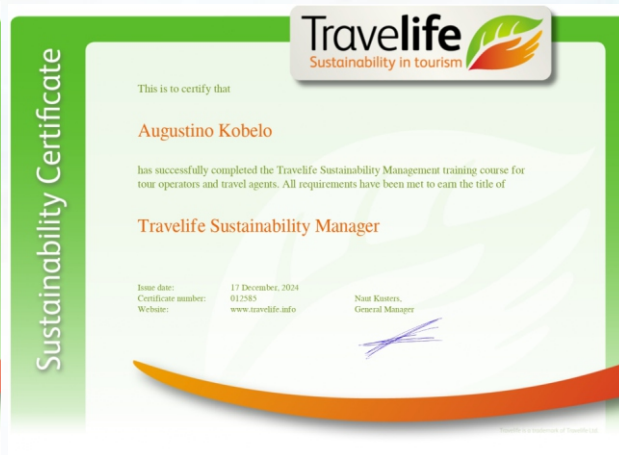 Travelife
Sustainability in tourism
Sustainability Certificate
This is to certify that
Augustino Kobelo
has successfully completed the Travelife Sustainability Management training course for
tour operators and travel agents. All requirements have been met to earn the title of
Travelife Sustainability Manager
Issue date: 17 December, 2024
Certificate number: 012585 Naut Kusters,
Website: www.travelife.info General Manager